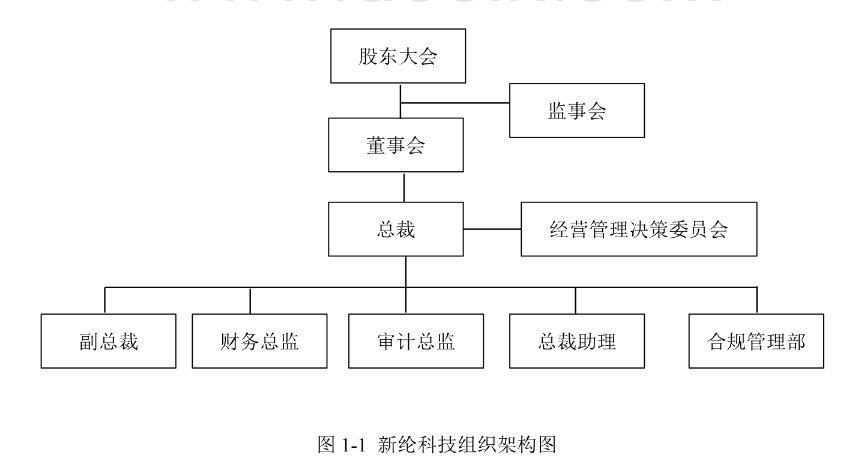 股东大会
监事会
董事会
总裁
经营管理决策委员会
副总裁
财务总监
审计总监
总裁助理
合规管理部
图 1-1 新纶科技组织架构图